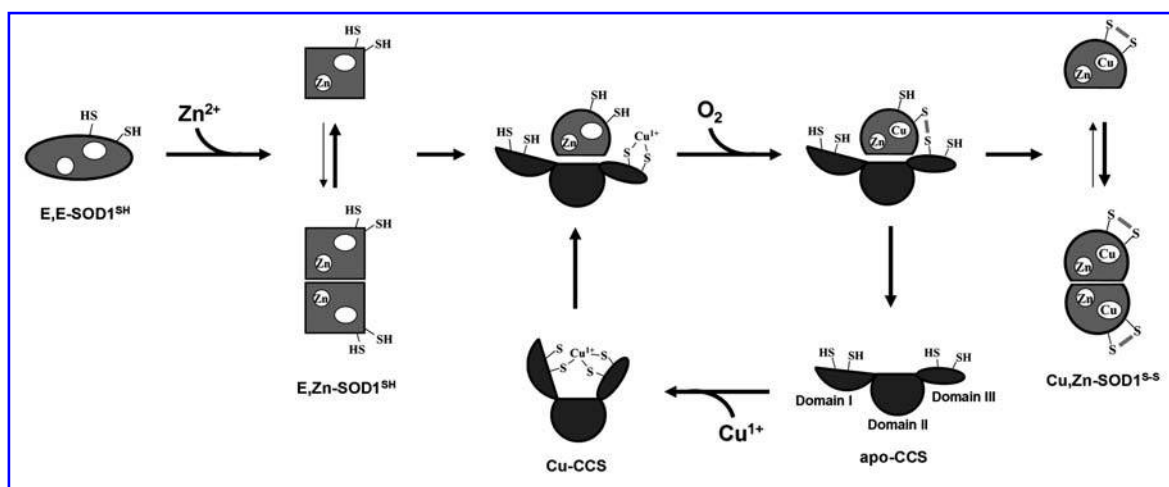 HS
SH
E,E-SOD1SH
Zn2+
HS
SH
Zn
HS
SH
Zn
Zn
HS
SH
E,Zn-SOD1SH
HS
SH
SH
SH
Zn
Cu1+
S
S
O2
HS
SH
SH
S
S
SH
Zn
Cu
S
S
Cu
Zn
S
S
Cu
Zn
Zn
Cu
S
S
Cu,Zn-SOD1S-S
S
S
Cu1+
S
S
Cu-CCS
Cu1+
HS
SH
HS
SH
Domain I
Domain II
Domain III
apo-CCS